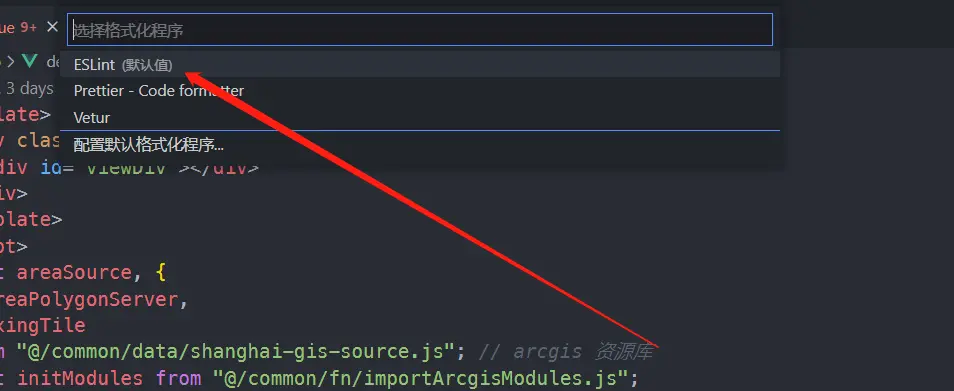 ue 9+ ×
选择格式化程序
ESLint (默认值)
Prettier - Code formatter
Vetur
配置默认格式化程序...
> de
, 3 days
late>
v clas
div id="viewDiv"></div>
iv>
plate>
pt>
t areaSource, {
reaPolygonServer,
kingTile
m "@/common/data/shanghai-gis-source.js"; // arcgis 资源库
t initModules from "@/common/fn/importArcgisModules.js";